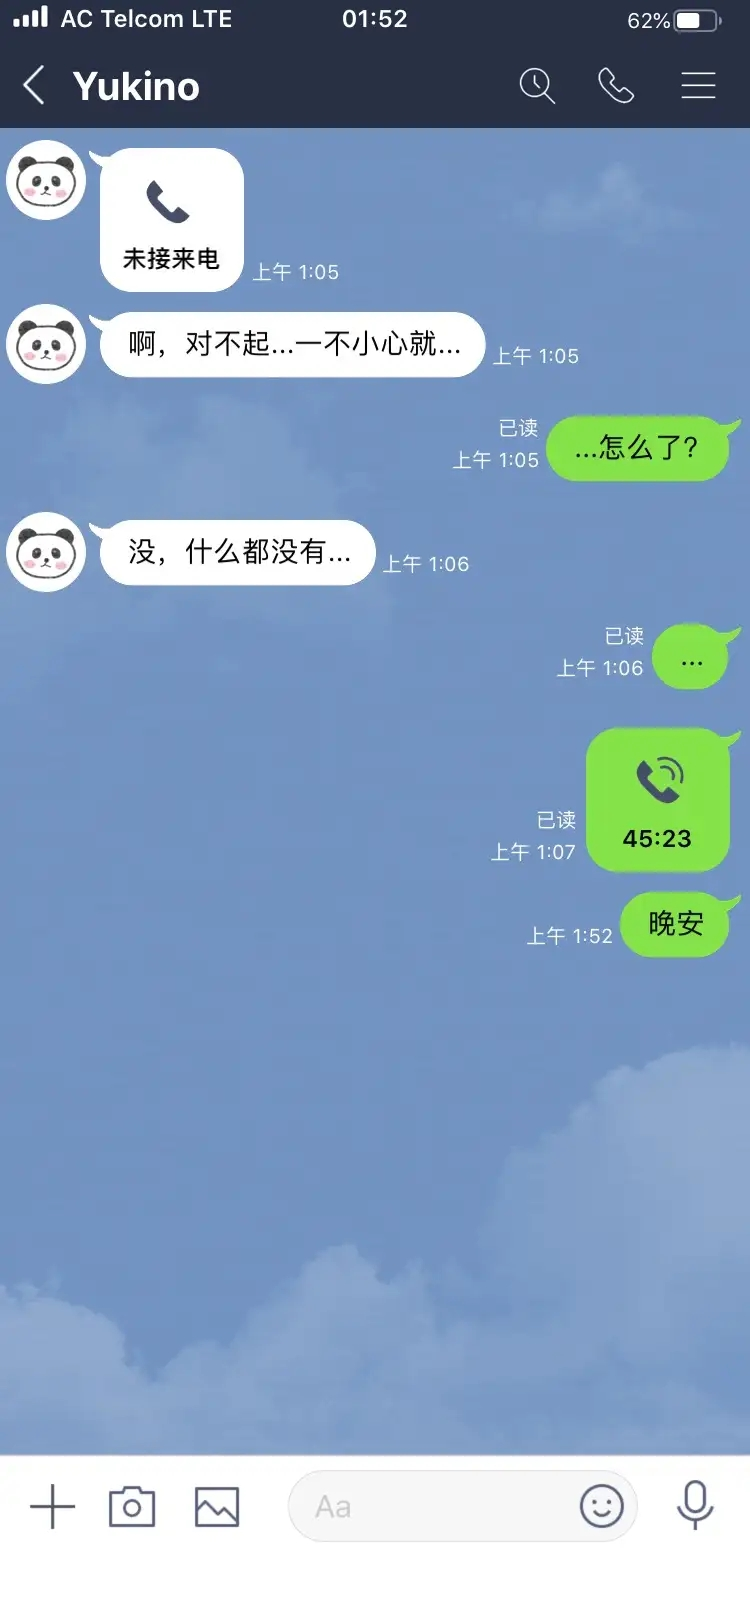 AC Telcom LTE 01:52 62%
Yukino
未接来电
上午 1:05
啊，对不起...一不小心就...
上午 1:05
已读
上午 1:05
...怎么了?
没，什么都没有...
上午 1:06
已读
上午 1:06
...
已读
上午 1:07
45:23
上午 1:52
晚安
Aa